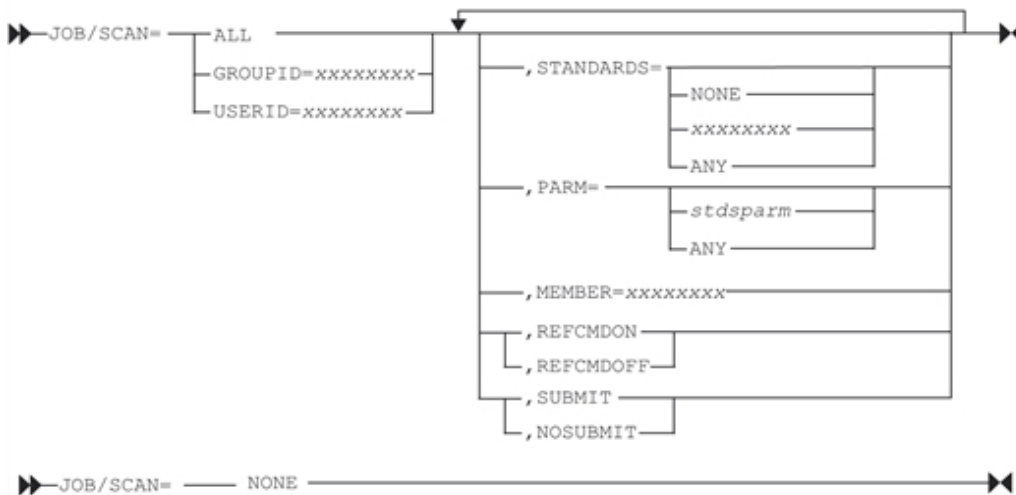 JOB/SCAN= ALL
GROUPID=xxxxxxxx
USERID=xxxxxxxx
,STANDARDS=
NONE
xxxxxxxx
ANY
,PARM=
stdsparm
ANY
,MEMBER=xxxxxxxx
,REFCMDON
,REFCMDOFF
,SUBMIT
,NOSUBMIT
JOB/SCAN= NONE